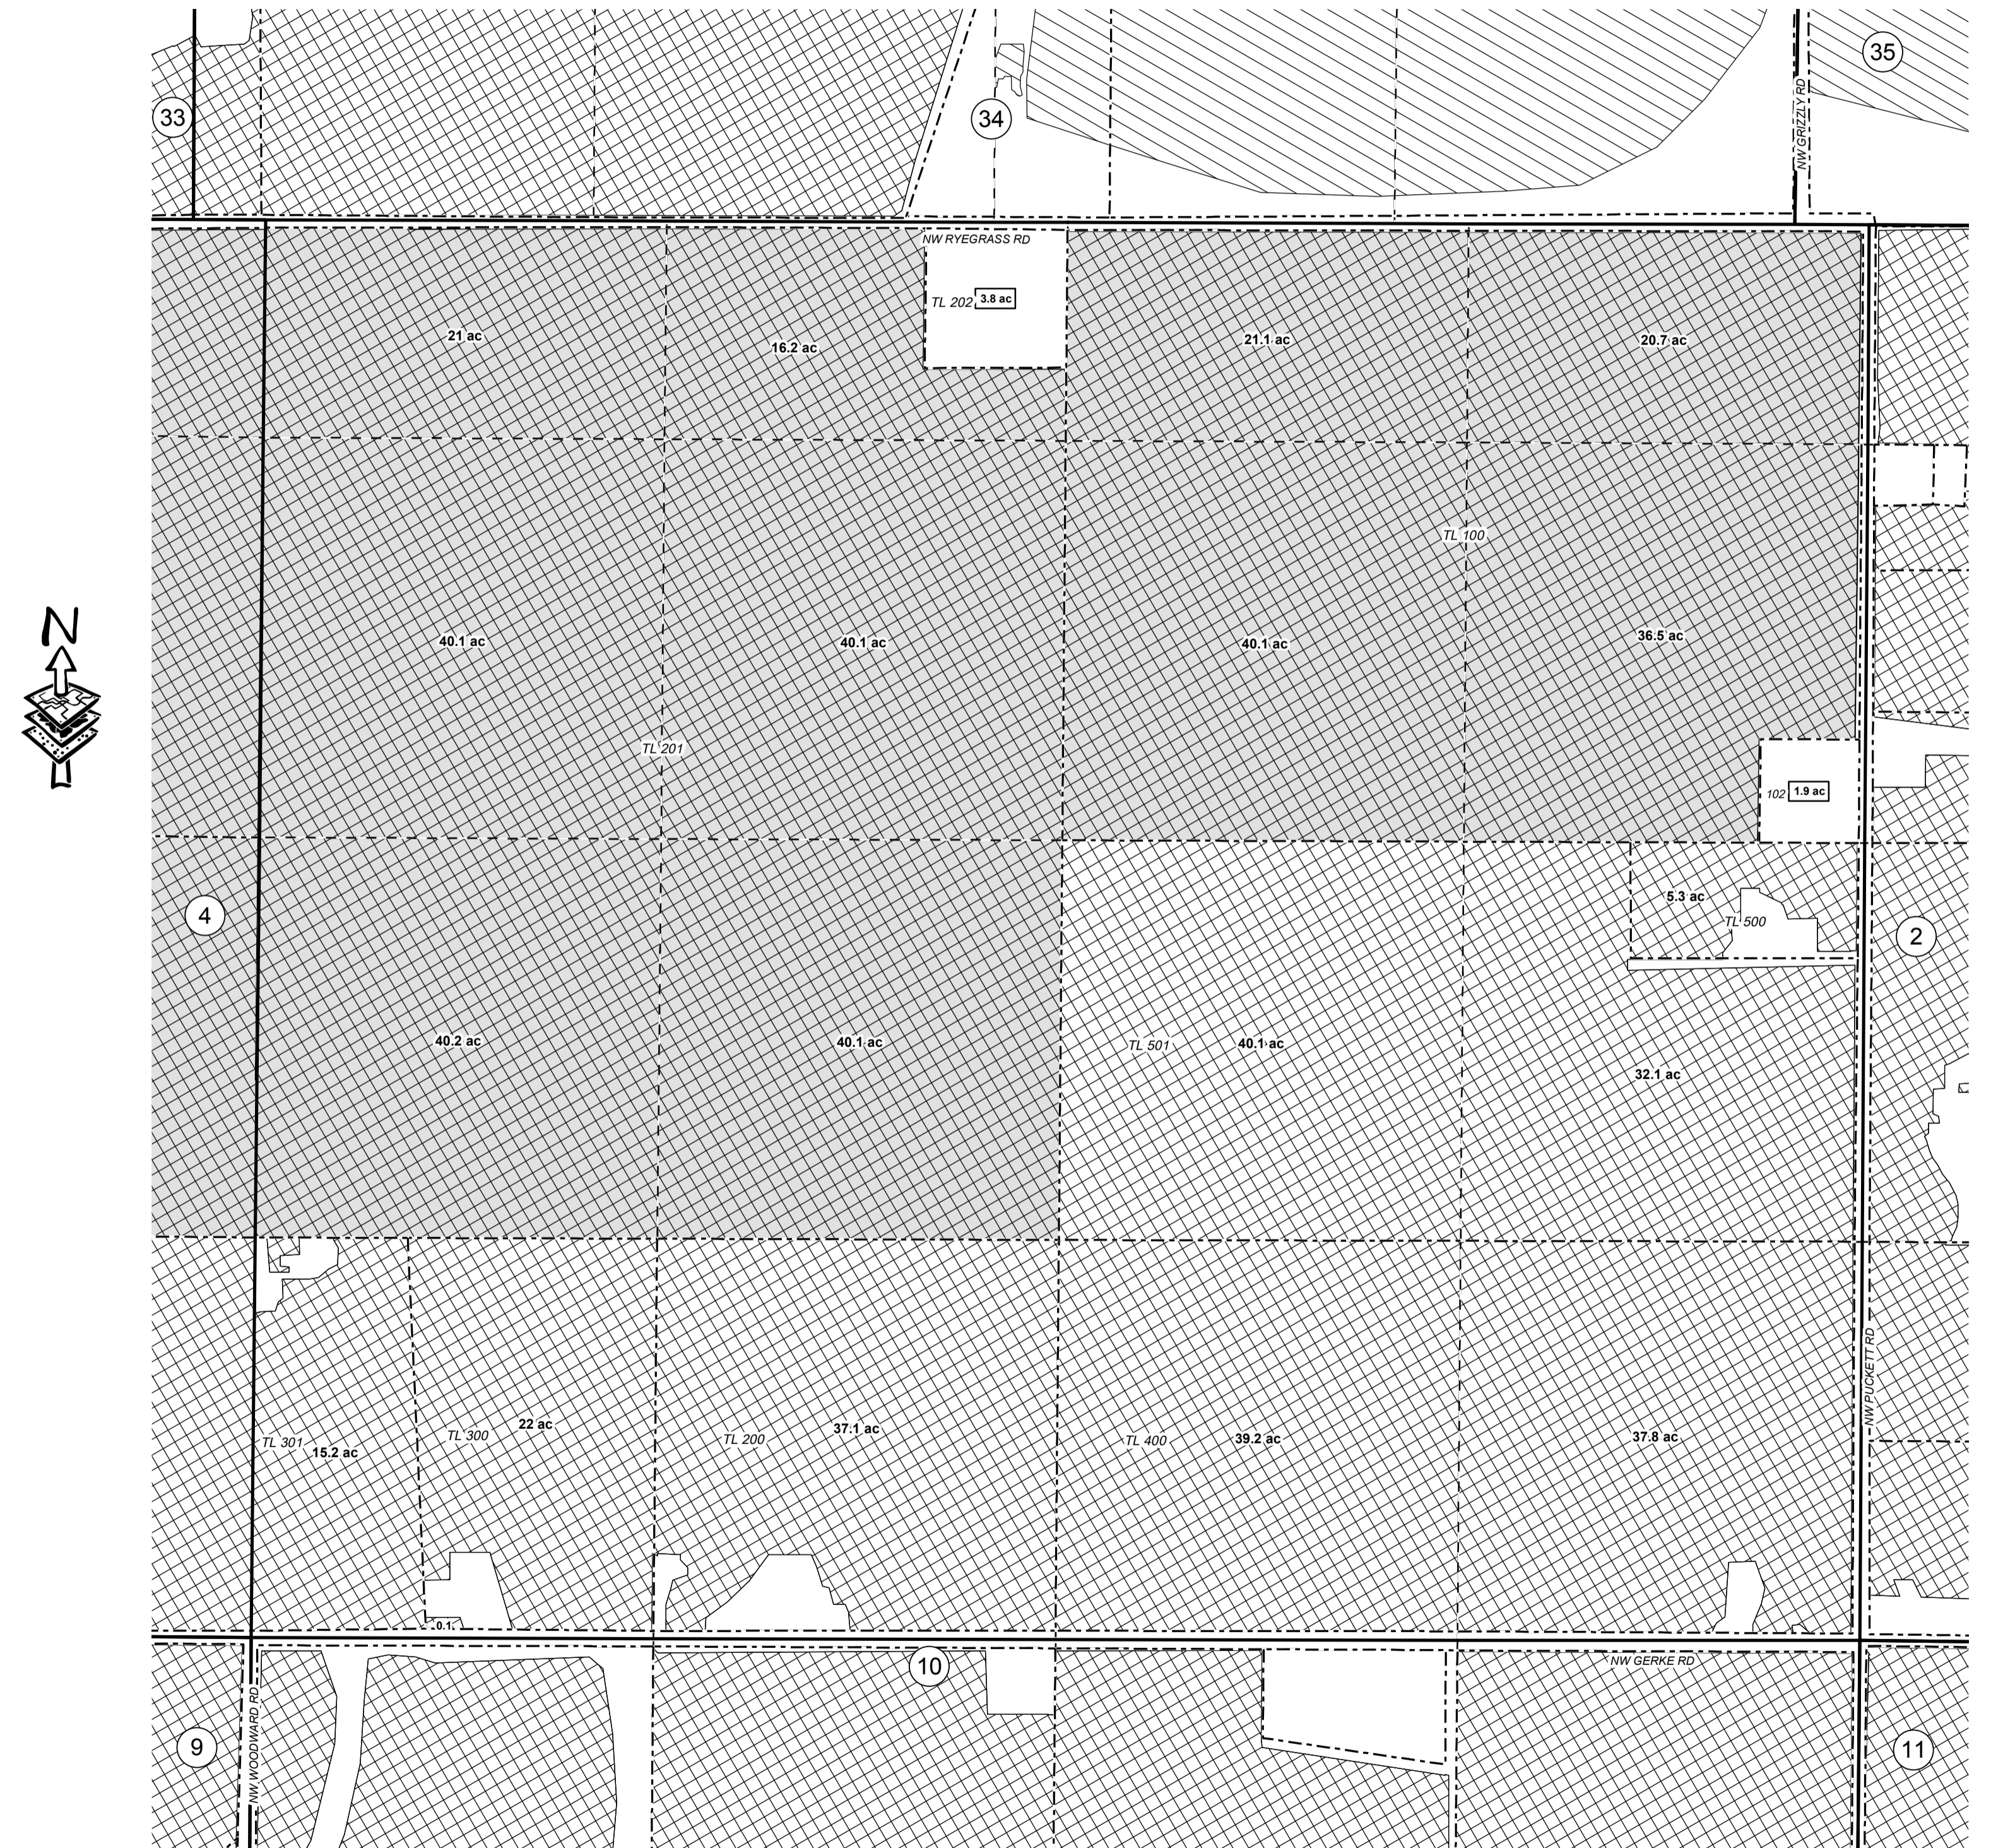 35
33
34
NW GRIZZLY RD
NW RYEGRASS RD
TL 202 3.8 ac
21 ac
16.2 ac
21.1 ac
20.7 ac
TL 100
N
40.1 ac
40.1 ac
40.1 ac
36.5 ac
TL 201
102 1.9 ac
5.3 ac
4
TL 500
2
40.2 ac
40.1 ac
TL 501
40.1 ac
32.1 ac
NW PUCKETT RD
TL 301
15.2 ac
TL 300
22 ac
TL 200
37.1 ac
TL 400
39.2 ac
37.8 ac
0.1
10
NW GERKE RD
NW WOODWARD RD
9
11